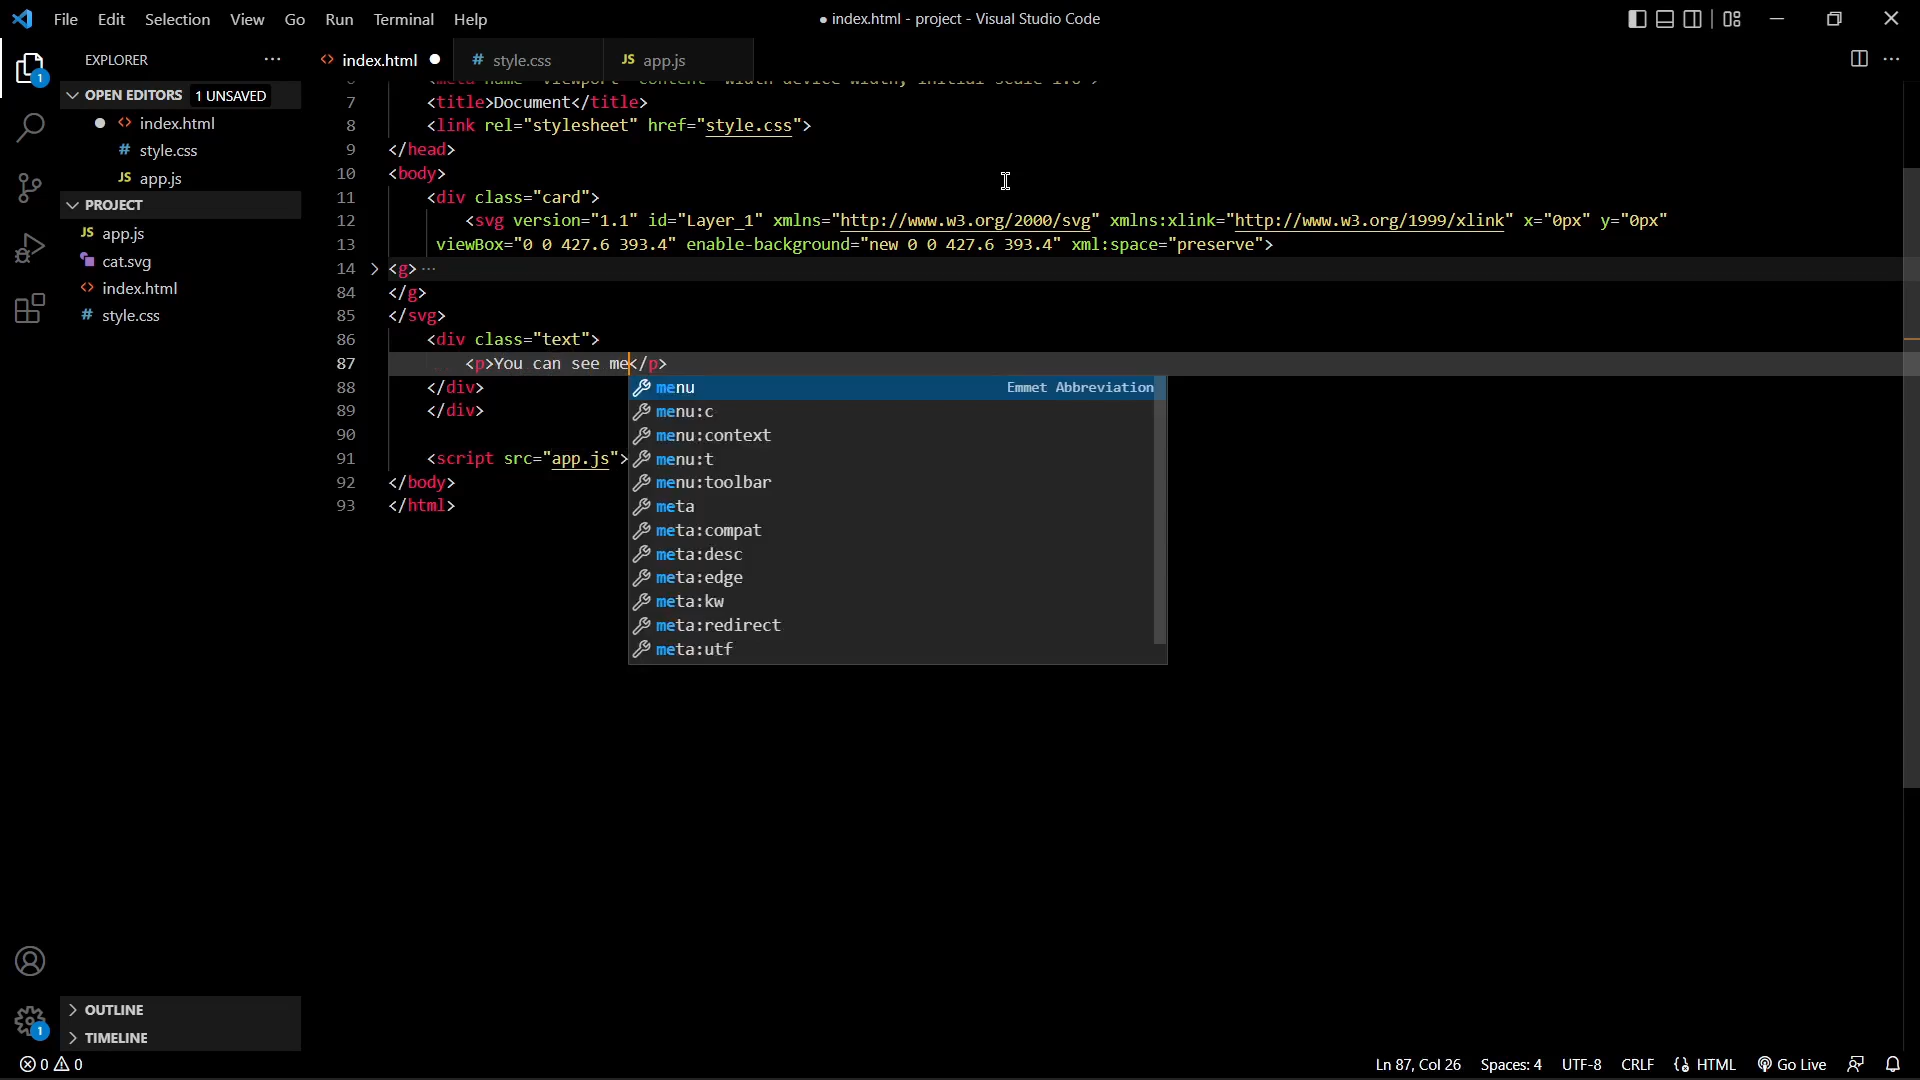 File Edit Selection View Go Run Terminal Help
● index.html - project - Visual Studio Code
EXPLORER ···
<> index.html ●
# style.css
JS app.js
OPEN EDITORS 1 UNSAVED
● <> index.html
# style.css
JS app.js
PROJECT
JS app.js
cat.svg
<> index.html
# style.css
7 <title>Document</title>
8 <link rel="stylesheet" href="style.css">
9 </head>
10 <body>
11 <div class="card">
12 <svg version="1.1" id="Layer_1" xmlns="http://www.w3.org/2000/svg" xmlns:xlink="http://www.w3.org/1999/xlink" x="0px" y="0px"
13 viewBox="0 0 427.6 393.4" enable-background="new 0 0 427.6 393.4" xml:space="preserve">
14 > <g> ···
84 </g>
85 </svg>
86 <div class="text">
87 <p>You can see me</p>
88 </div>
89 </div>
90
91 <script src="app.js">
92 </body>
93 </html>
menu Emmet Abbreviation
menu:c
menu:context
menu:t
menu:toolbar
meta
meta:compat
meta:desc
meta:edge
meta:kw
meta:redirect
meta:utf
1
1
OUTLINE
TIMELINE
0 0
Ln 87, Col 26 Spaces: 4 UTF-8 CRLF HTML Go Live